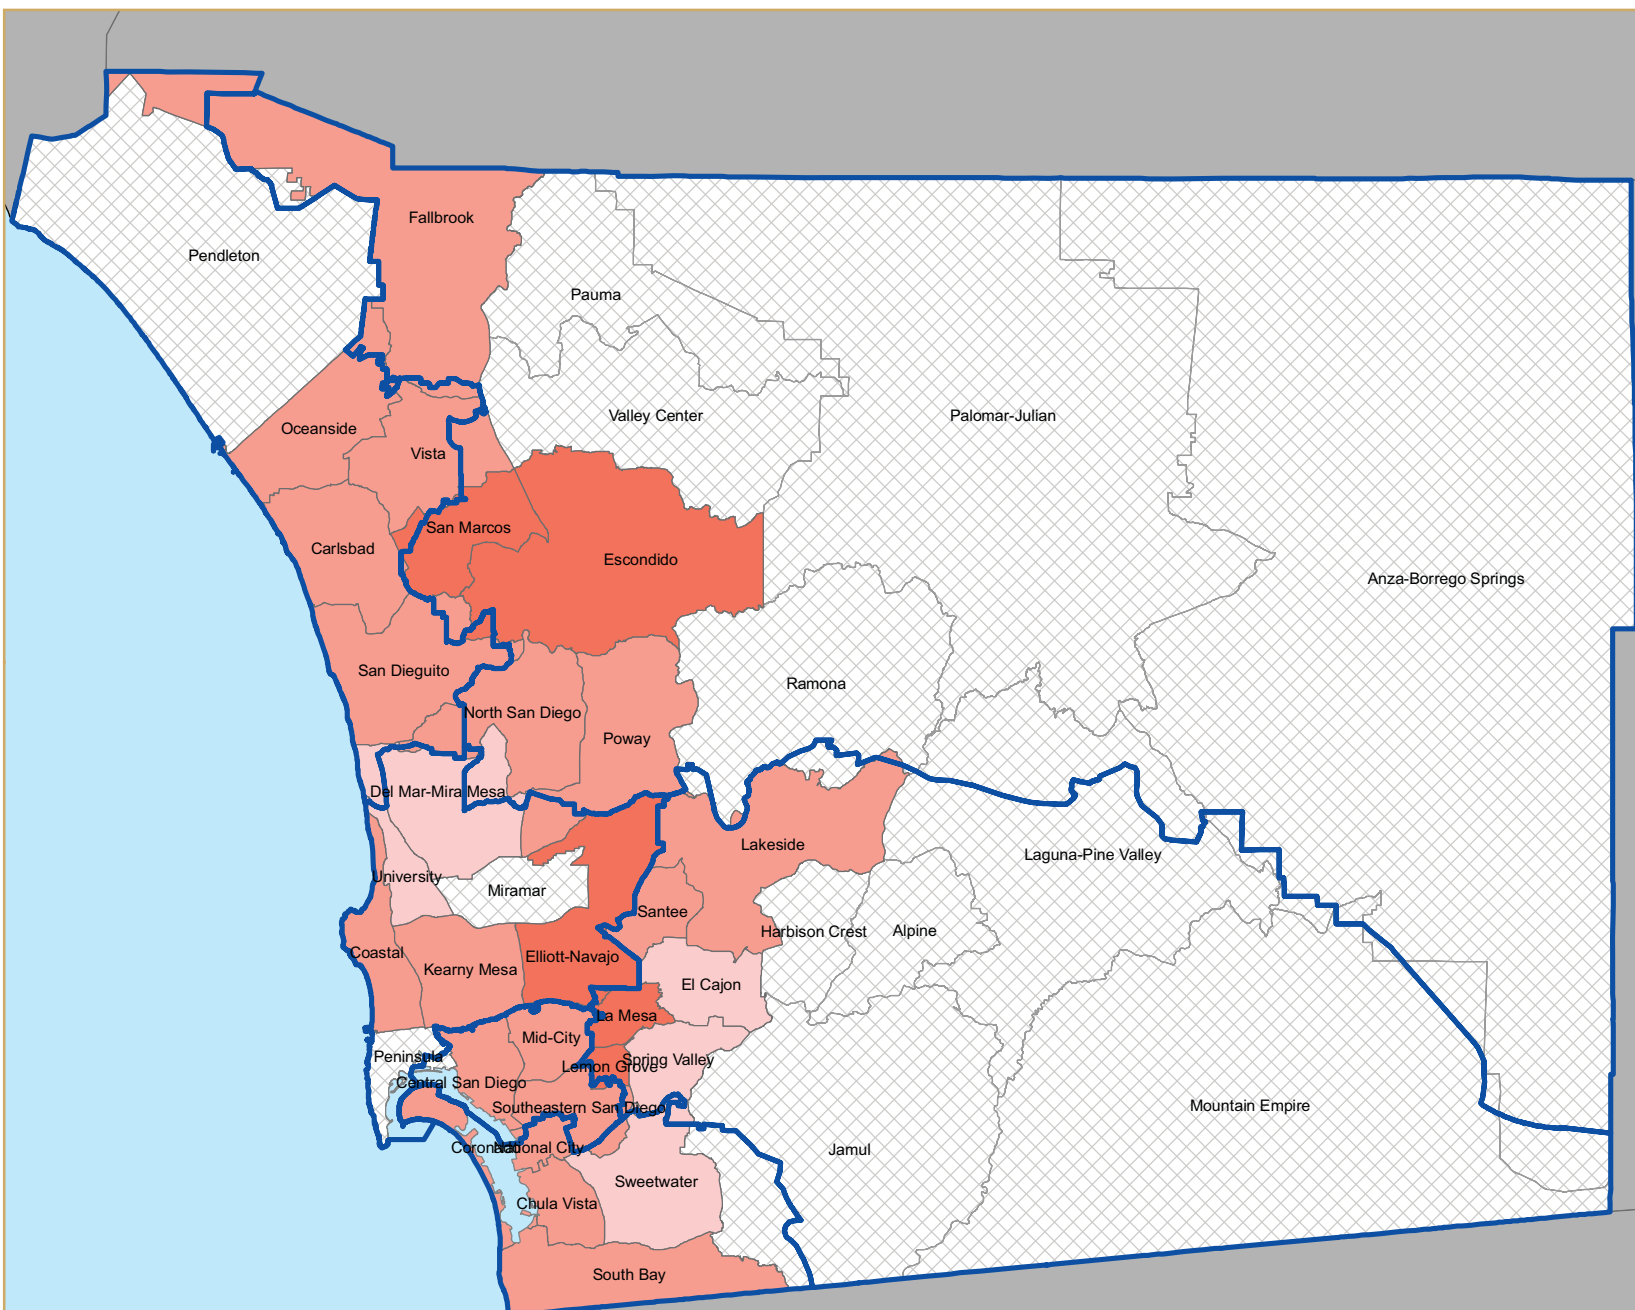 Fallbrook
Pendleton
Pauma
Valley Center
Palomar-Julian
Oceanside
Vista
San Marcos
Carlsbad
Escondido
Anza-Borrego Springs
San Dieguito
Ramona
North San Diego
Poway
Del Mar-Mira Mesa
Lakeside
Laguna-Pine Valley
University
Miramar
Santee
Harbison Crest
Alpine
Coastal
Elliott-Navajo
Kearny Mesa
El Cajon
La Mesa
Mid-City
Peninsula
Spring Valley
Lemon Grove
Central San Diego
Southeastern San Diego
Mountain Empire
Coronado
National City
Jamul
Sweetwater
Chula Vista
South Bay